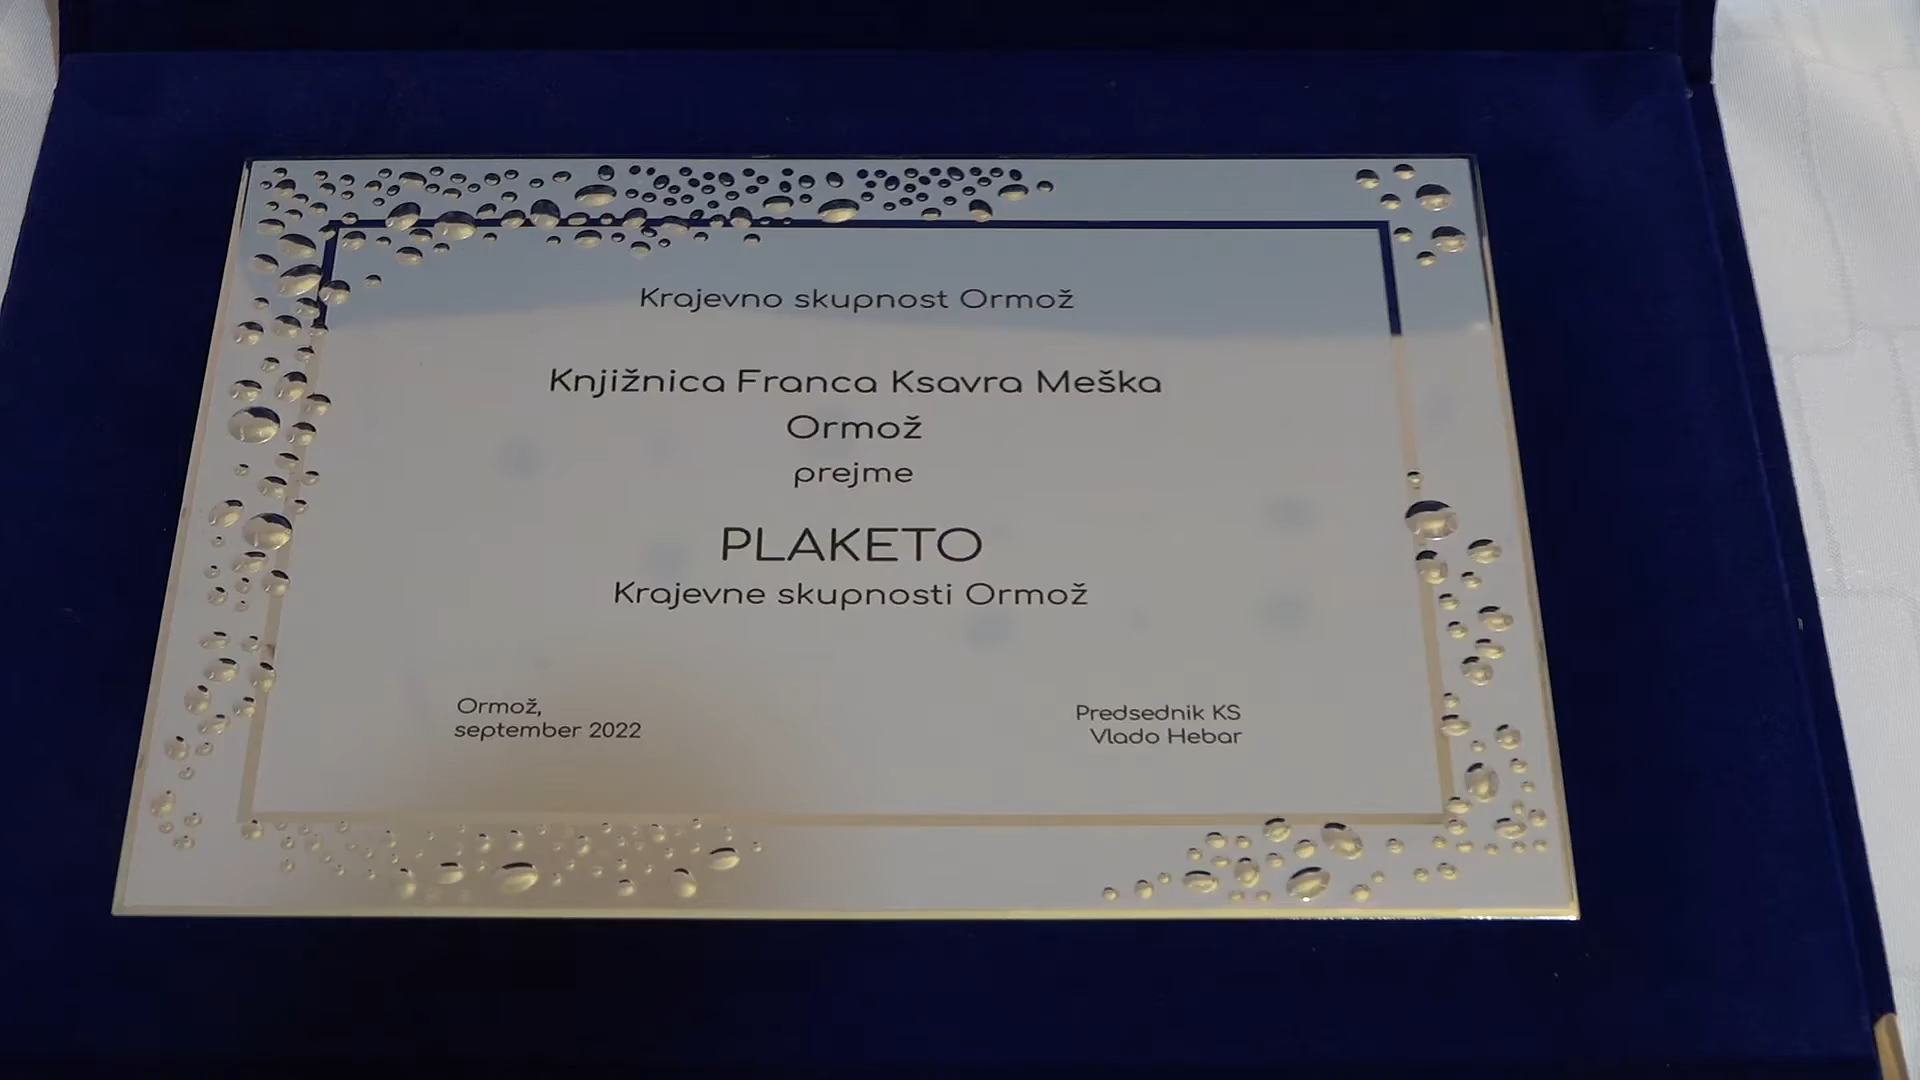 Krajevno skupnost Ormož
Knjižnica Franca Ksavra Meška
Ormož
prejme
PLAKETO
Krajevne skupnosti Ormož
Ormož,
september 2022
Predsednik KS
Vlado Hebar